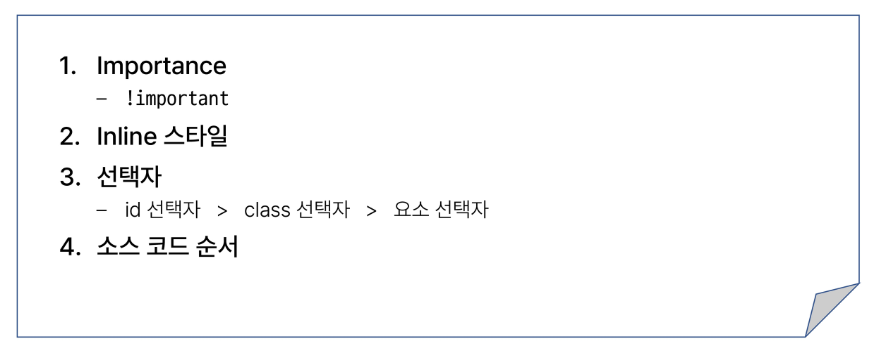 1. Importance
– !important
2. Inline 스타일
3. 선택자
– id 선택자 > class 선택자 > 요소 선택자
4. 소스 코드 순서